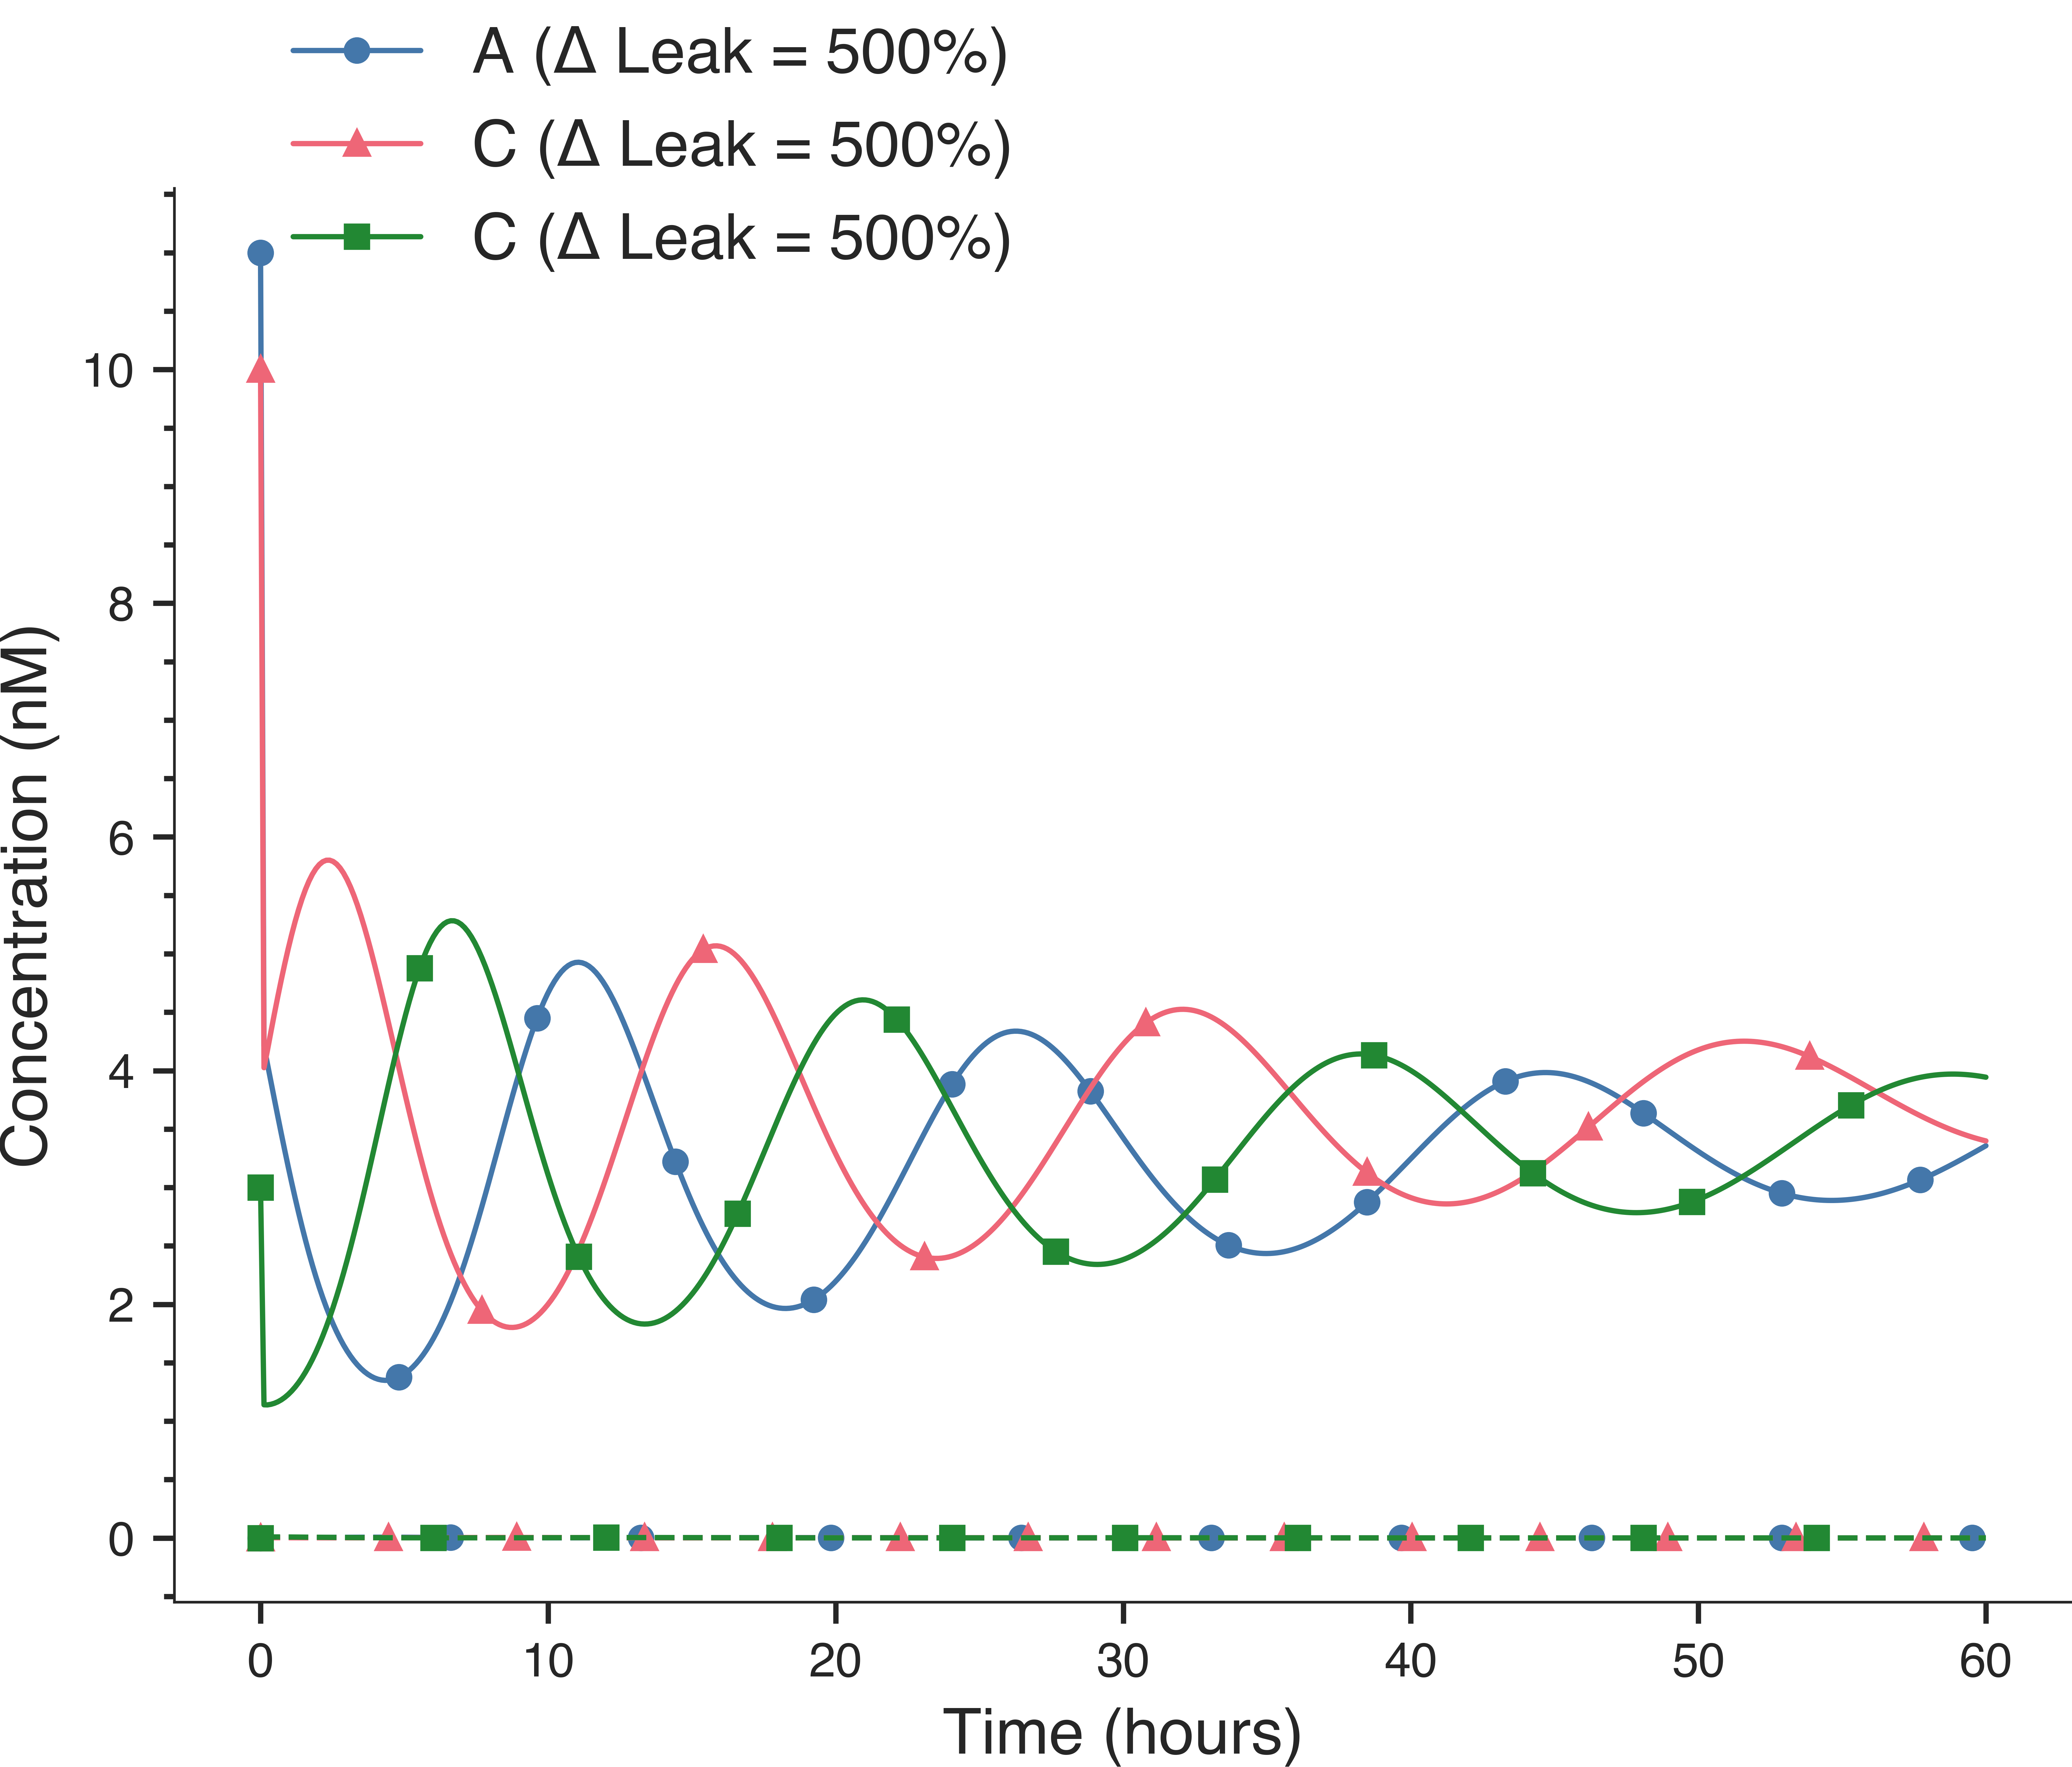 A (Δ Leak = 500%)
C (Δ Leak = 500%)
C (Δ Leak = 500%)
10
8
6
4
2
0
Concentration (nM)
0 10 20 30 40 50 60
Time (hours)